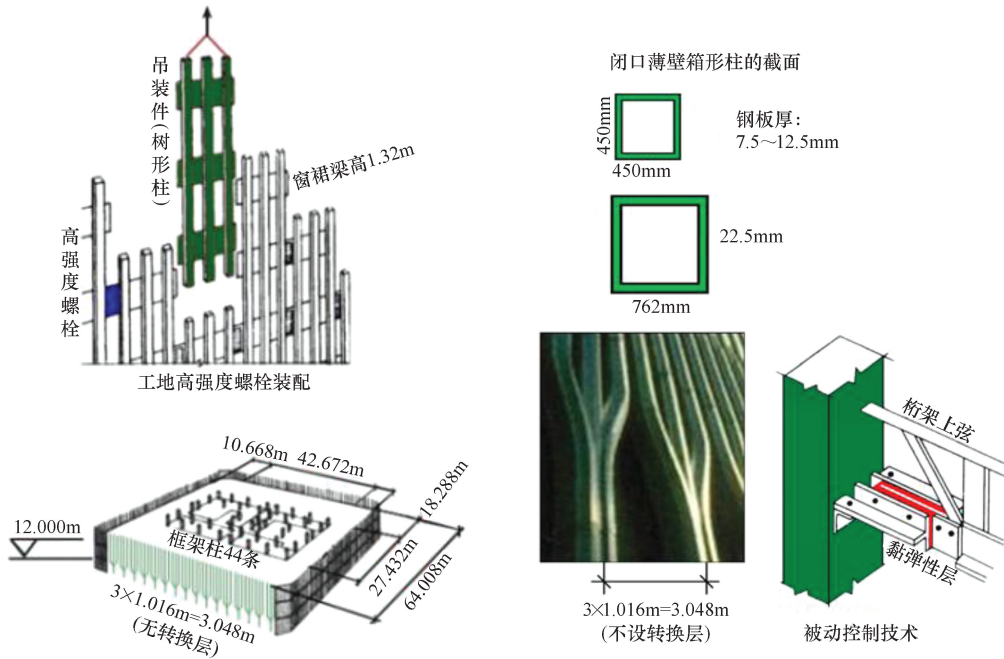 吊装件(树形柱)
窗裙梁高1.32m
高强度螺栓
工地高强度螺栓装配
闭口薄壁箱形柱的截面
450mm
450mm
钢板厚:
7.5~12.5mm
22.5mm
762mm
10.668m
42.672m
18.288m
12.000m
框架柱44条
27.432m
64.008m
3×1.016m=3.048m
(无转换层)
3×1.016m=3.048m
(不设转换层)
桁架上弦
黏弹性层
被动控制技术